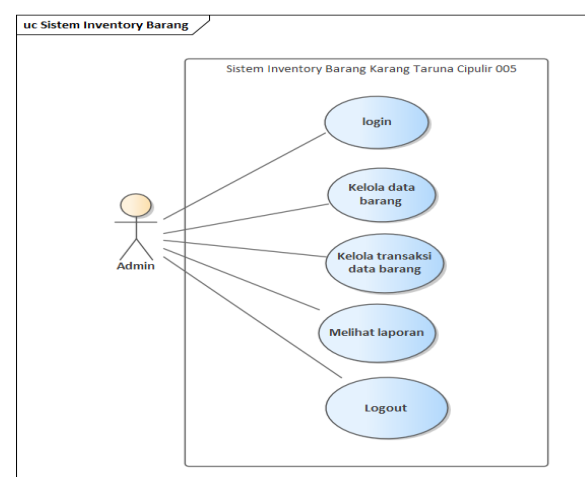 uc Sistem Inventory Barang
Sistem Inventory Barang Karang Taruna Cipulir 005
login
Kelola data
barang
Kelola transaksi
data barang
Admin
Melihat laporan
Logout